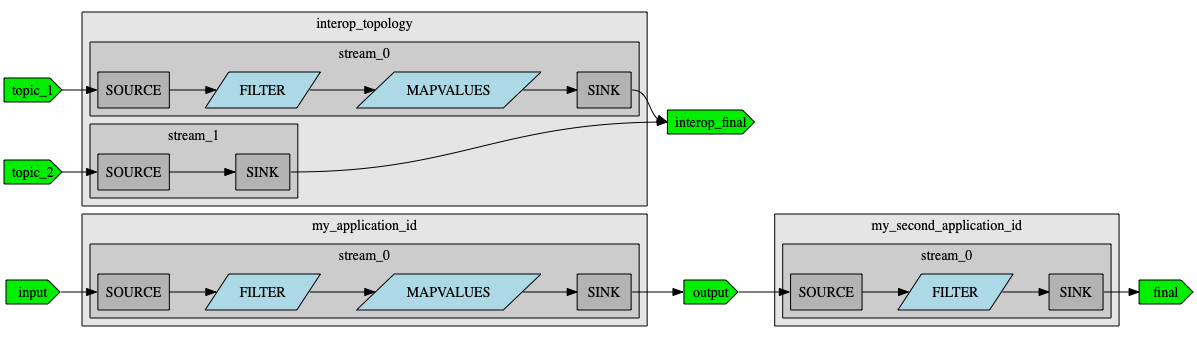 interop_topology
stream_0
topic_1 SOURCE FILTER MAPVALUES SINK
interop_final
stream_1
topic_2 SOURCE SINK
my_application_id my_second_application_id
stream_0 stream_0
input SOURCE FILTER MAPVALUES SINK output SOURCE FILTER SINK final